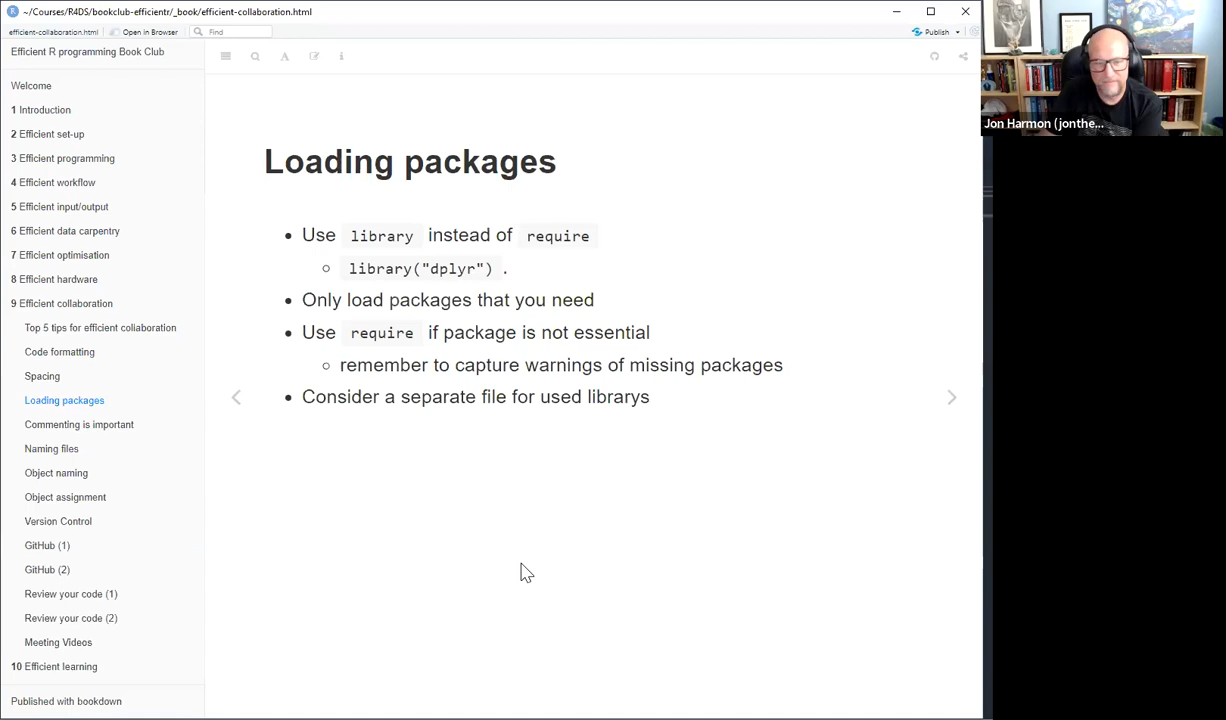 ~/Courses/R4DS/bookclub-efficientr/_book/efficient-collaboration.html
efficient-collaboration.html
Open in Browser
Find
Publish
Efficient R programming Book Club
Welcome
1 Introduction
2 Efficient set-up
3 Efficient programming
4 Efficient workflow
5 Efficient input/output
6 Efficient data carpentry
7 Efficient optimisation
8 Efficient hardware
9 Efficient collaboration
Top 5 tips for efficient collaboration
Code formatting
Spacing
Loading packages
Commenting is important
Naming files
Object naming
Object assignment
Version Control
GitHub (1)
GitHub (2)
Review your code (1)
Review your code (2)
Meeting Videos
10 Efficient learning
Published with bookdown
Loading packages
Use library instead of require
library("dplyr") .
Only load packages that you need
Use require if package is not essential
remember to capture warnings of missing packages
Consider a separate file for used librarys
Jon Harmon (jonthe...